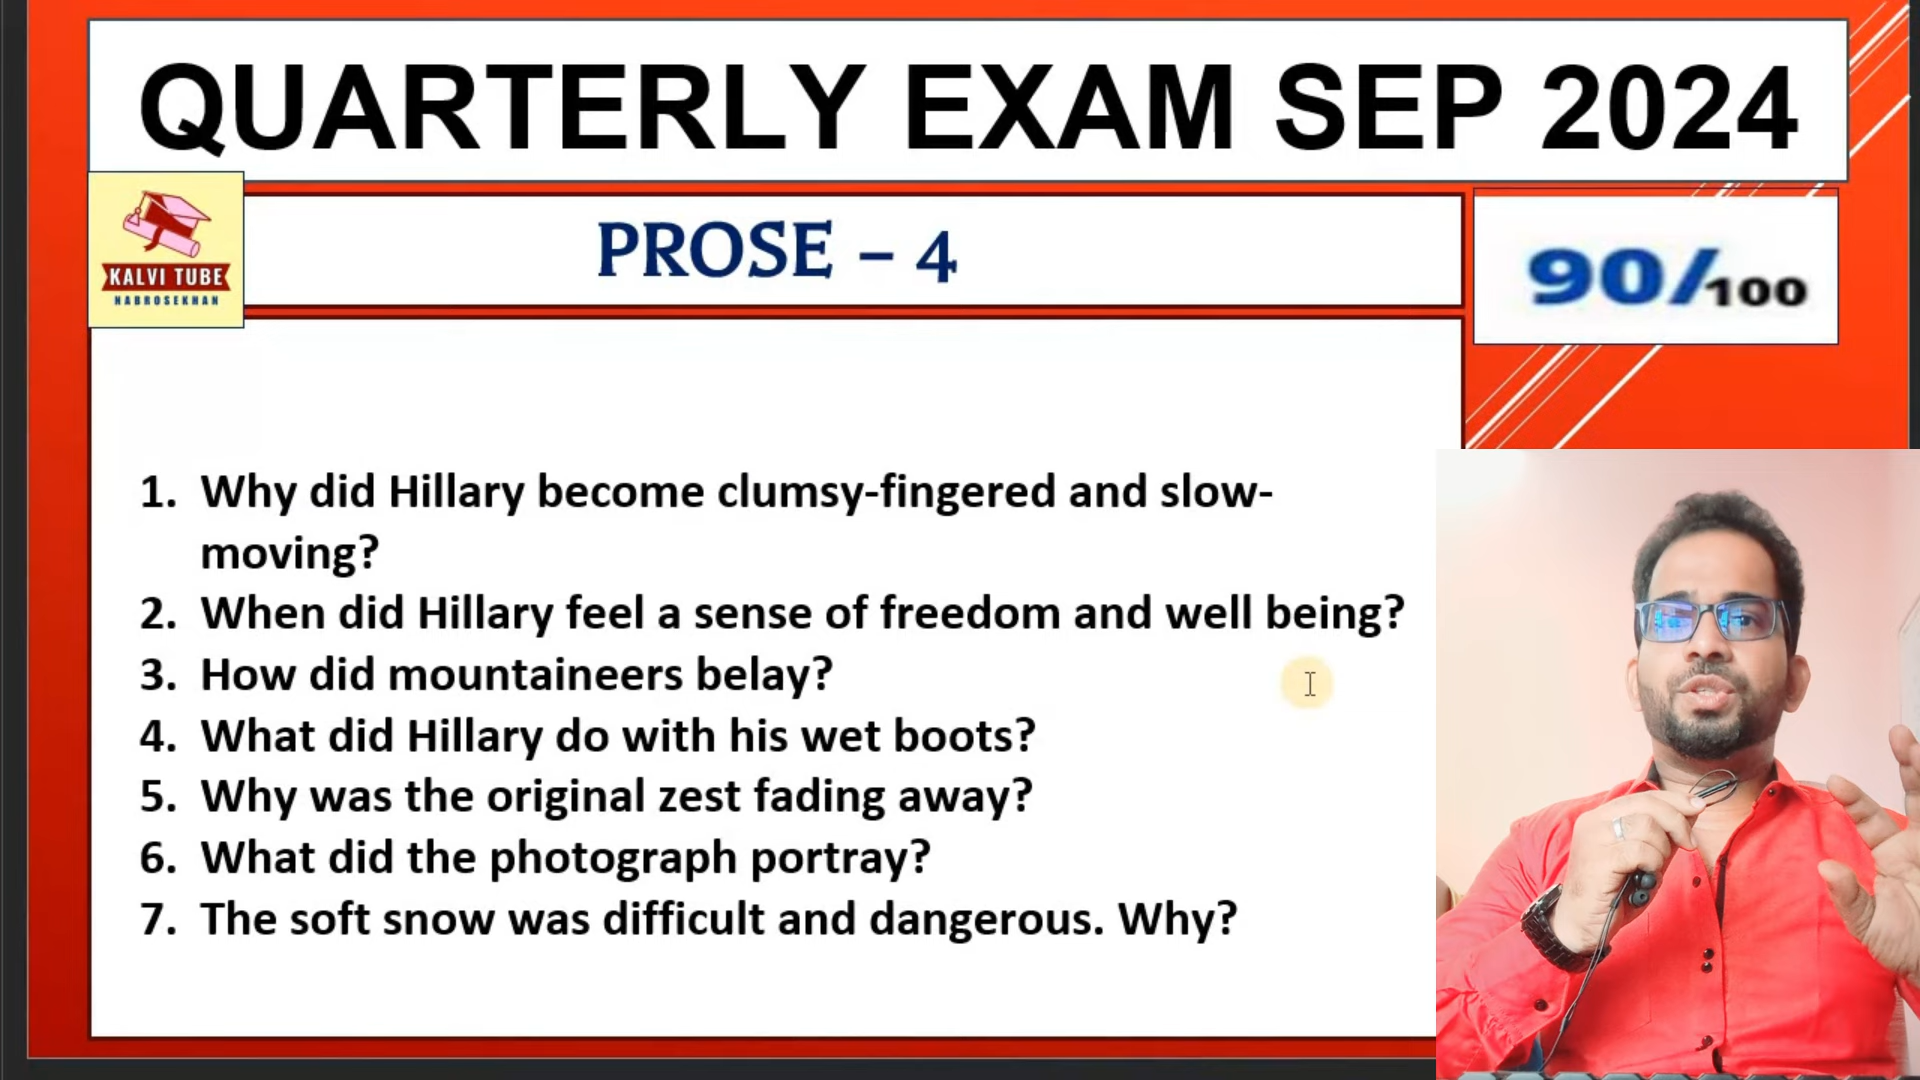 QUARTERLY EXAM SEP 2024
KALVI TUBE
NABROSEKHAN
PROSE – 4
90/100
1. Why did Hillary become clumsy-fingered and slow-
moving?
2. When did Hillary feel a sense of freedom and well being?
3. How did mountaineers belay?
4. What did Hillary do with his wet boots?
5. Why was the original zest fading away?
6. What did the photograph portray?
7. The soft snow was difficult and dangerous. Why?